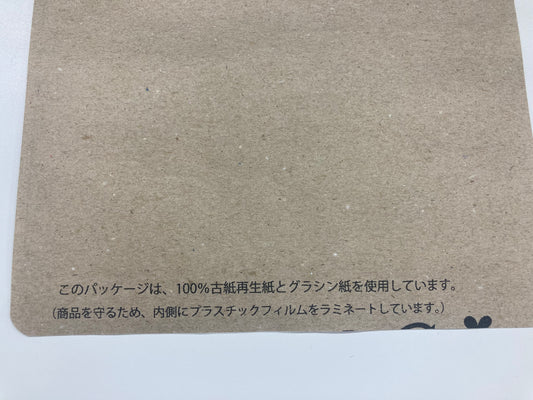 このパッケージは、100%古紙再生紙とグラシン紙を使用しています。
（商品を守るため、内側にプラスチックフィルムをラミネートしています。）